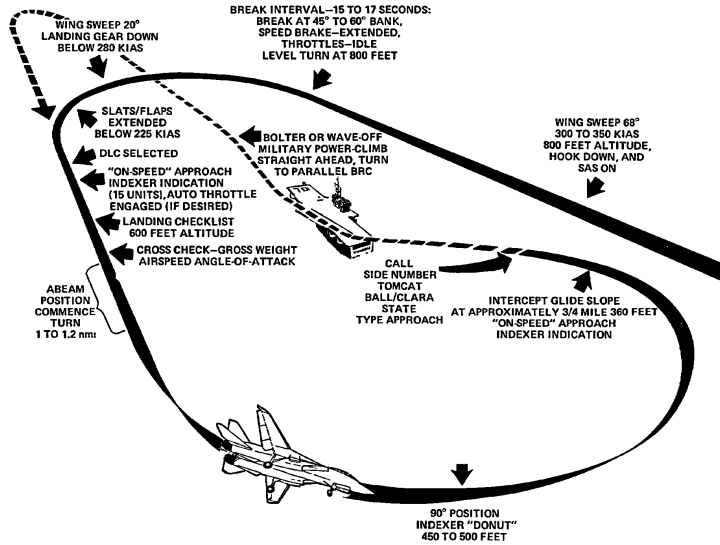 BREAK INTERVAL—15 TO 17 SECONDS:
BREAK AT 45° TO 60° BANK,
SPEED BRAKE—EXTENDED,
THROTTLES—IDLE
LEVEL TURN AT 800 FEET
WING SWEEP 20°
LANDING GEAR DOWN
BELOW 280 KIAS
SLATS/FLAPS
EXTENDED
BELOW 225 KIAS
BOLTER OR WAVE-OFF
MILITARY POWER-CLIMB
STRAIGHT AHEAD, TURN
TO PARALLEL BRC
WING SWEEP 68°
300 TO 350 KIAS
800 FEET ALTITUDE,
HOOK DOWN, AND
SAS ON
DLC SELECTED
"ON-SPEED" APPROACH
INDEXER INDICATION
(15 UNITS), AUTO THROTTLE
ENGAGED (IF DESIRED)
LANDING CHECKLIST
600 FEET ALTITUDE
CROSS CHECK—GROSS WEIGHT
AIRSPEED ANGLE-OF-ATTACK
ABEAM
POSITION
COMMENCE
TURN
1 TO 1.2 nmi
CALL
SIDE NUMBER
TOMCAT
BALL/CLARA
STATE
TYPE APPROACH
INTERCEPT GLIDE SLOPE
AT APPROXIMATELY 3/4 MILE 360 FEET
"ON-SPEED" APPROACH
INDEXER INDICATION
90° POSITION
INDEXER "DONUT"
450 TO 500 FEET